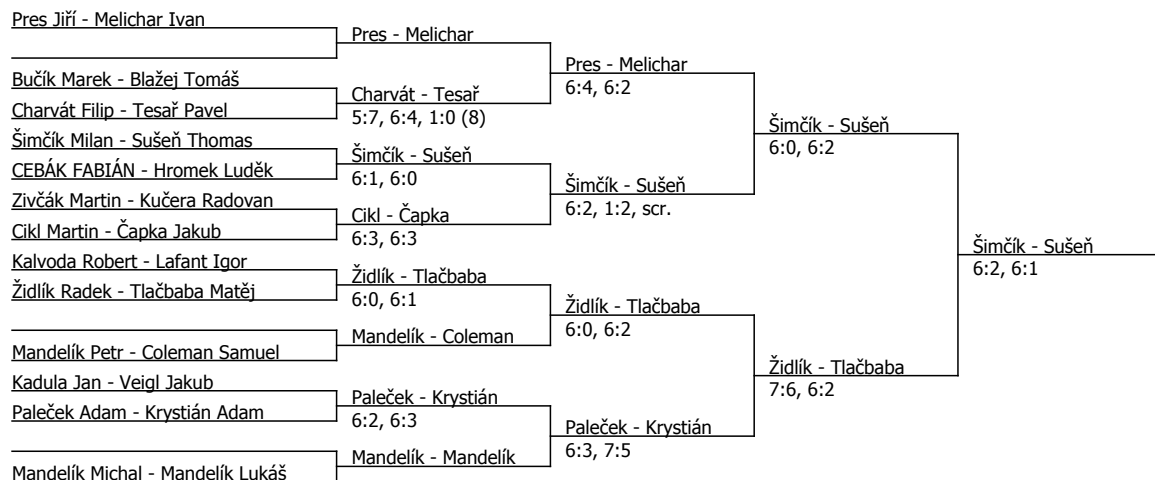 Pres Jiří - Melichar Ivan
Bučík Marek - Blažej Tomáš
Charvát Filip - Tesař Pavel
Šimčík Milan - Sušeň Thomas
CEBÁK FABIÁN - Hromek Luděk
Zivčák Martin - Kučera Radovan
Cikl Martin - Čapka Jakub
Kalvoda Robert - Lafant Igor
Židlík Radek - Tlačbaba Matěj
Mandelík Petr - Coleman Samuel
Kadula Jan - Veigl Jakub
Paleček Adam - Krystián Adam
Mandelík Michal - Mandelík Lukáš
Pres - Melichar
Charvát - Tesař
5:7, 6:4, 1:0 (8)
Šimčík - Sušeň
6:1, 6:0
Cikl - Čapka
6:3, 6:3
Židlík - Tlačbaba
6:0, 6:1
Mandelík - Coleman
Paleček - Krystián
6:2, 6:3
Mandelík - Mandelík
Pres - Melichar
6:4, 6:2
Šimčík - Sušeň
6:2, 1:2, scr.
Židlík - Tlačbaba
6:0, 6:2
Paleček - Krystián
6:3, 7:5
Šimčík - Sušeň
6:0, 6:2
Židlík - Tlačbaba
7:6, 6:2
Šimčík - Sušeň
6:2, 6:1